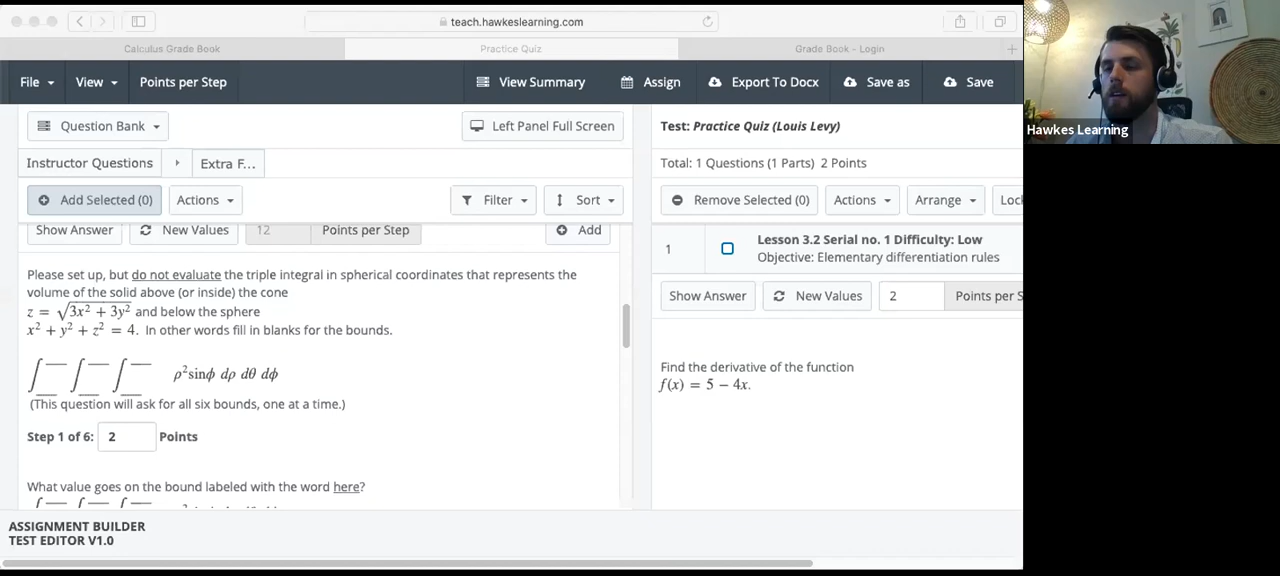 teach.hawkeslearning.com
Calculus Grade Book
Practice Quiz
Grade Book - Login
File
View
Points per Step
View Summary
Assign
Export To Docx
Save as
Save
Hawkes Learning
Question Bank
Left Panel Full Screen
Instructor Questions
Extra F...
Add Selected (0)
Actions
Filter
Sort
Show Answer
New Values
12
Points per Step
Add
Please set up, but do not evaluate the triple integral in spherical coordinates that represents the
volume of the solid above (or inside) the cone
z = √(3x² + 3y²) and below the sphere
x² + y² + z² = 4. In other words fill in blanks for the bounds.
∫ ∫ ∫ ρ²sinϕ dρ dθ dϕ
(This question will ask for all six bounds, one at a time.)
Step 1 of 6: 2 Points
What value goes on the bound labeled with the word here?
Test: Practice Quiz (Louis Levy)
Total: 1 Questions (1 Parts) 2 Points
Remove Selected (0)
Actions
Arrange
Loc
1
Lesson 3.2 Serial no. 1 Difficulty: Low
Objective: Elementary differentiation rules
Show Answer
New Values
2
Points per S
Find the derivative of the function
f(x) = 5 − 4x.
ASSIGNMENT BUILDER
TEST EDITOR V1.0